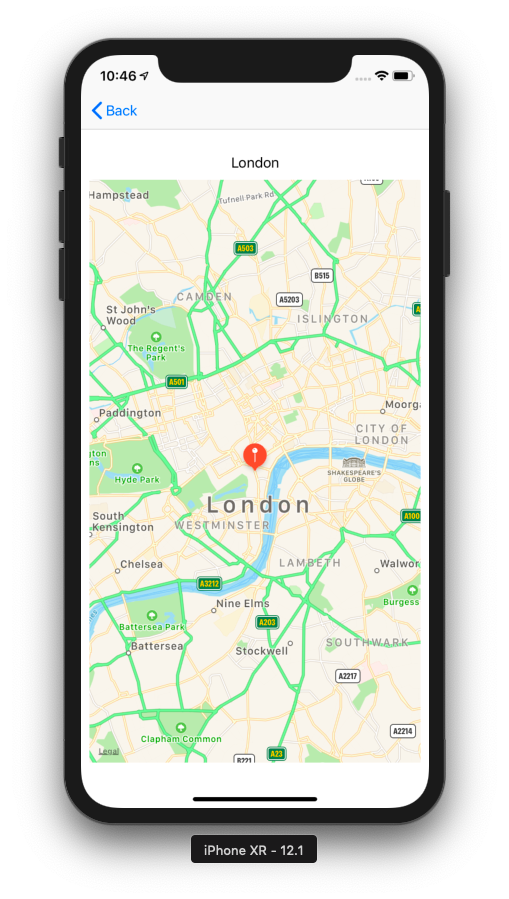 10:46
Back
London
Hampstead
Tufnell Park Rd
A503
B515
A5203
CAMDEN
ISLINGTON
St John's
Wood
The Regent's
Park
A501
Paddington
Moorg
CITY OF
LONDON
SHAKESPEARE'S
GLOBE
Hyde Park
London
South
Kensington
WESTMINSTER
A100
Chelsea
LAMBETH
Walwor
A3212
Burgess
Nine Elms
A203
Battersea Park
Battersea
Stockwell
SOUTHWARK
A2217
A2214
Clapham Common
Legal
B221
A23
iPhone XR - 12.1